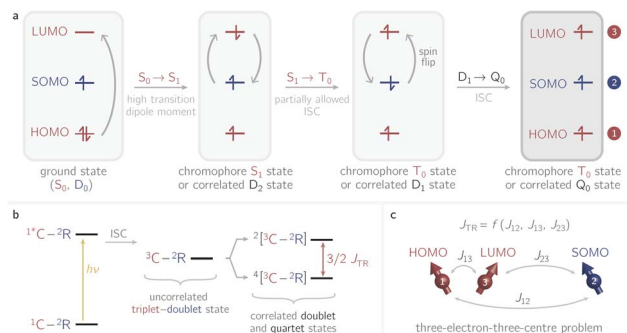 a
LUMO
SOMO
HOMO
ground state
(S₀, D₀)
S₀ → S₁
high transition
dipole moment
chromophore S₁ state
or correlated D₂ state
S₁ → T₀
partially allowed
ISC
spin
flip
chromophore T₀ state
or correlated D₁ state
D₁ → Q₀
ISC
LUMO 3
SOMO 2
HOMO 1
chromophore T₀ state
or correlated Q₀ state
b
¹*C – ²R
ISC
hν
¹C – ²R
³C – ²R
uncorrelated
triplet–doublet state
²[³C – ²R]
3/2 J_TR
⁴[³C – ²R]
correlated doublet
and quartet states
c
J_TR = f ( J₁₂, J₁₃, J₂₃ )
HOMO LUMO SOMO
J₁₃ J₂₃
1 3 2
J₁₂
three-electron-three-centre problem